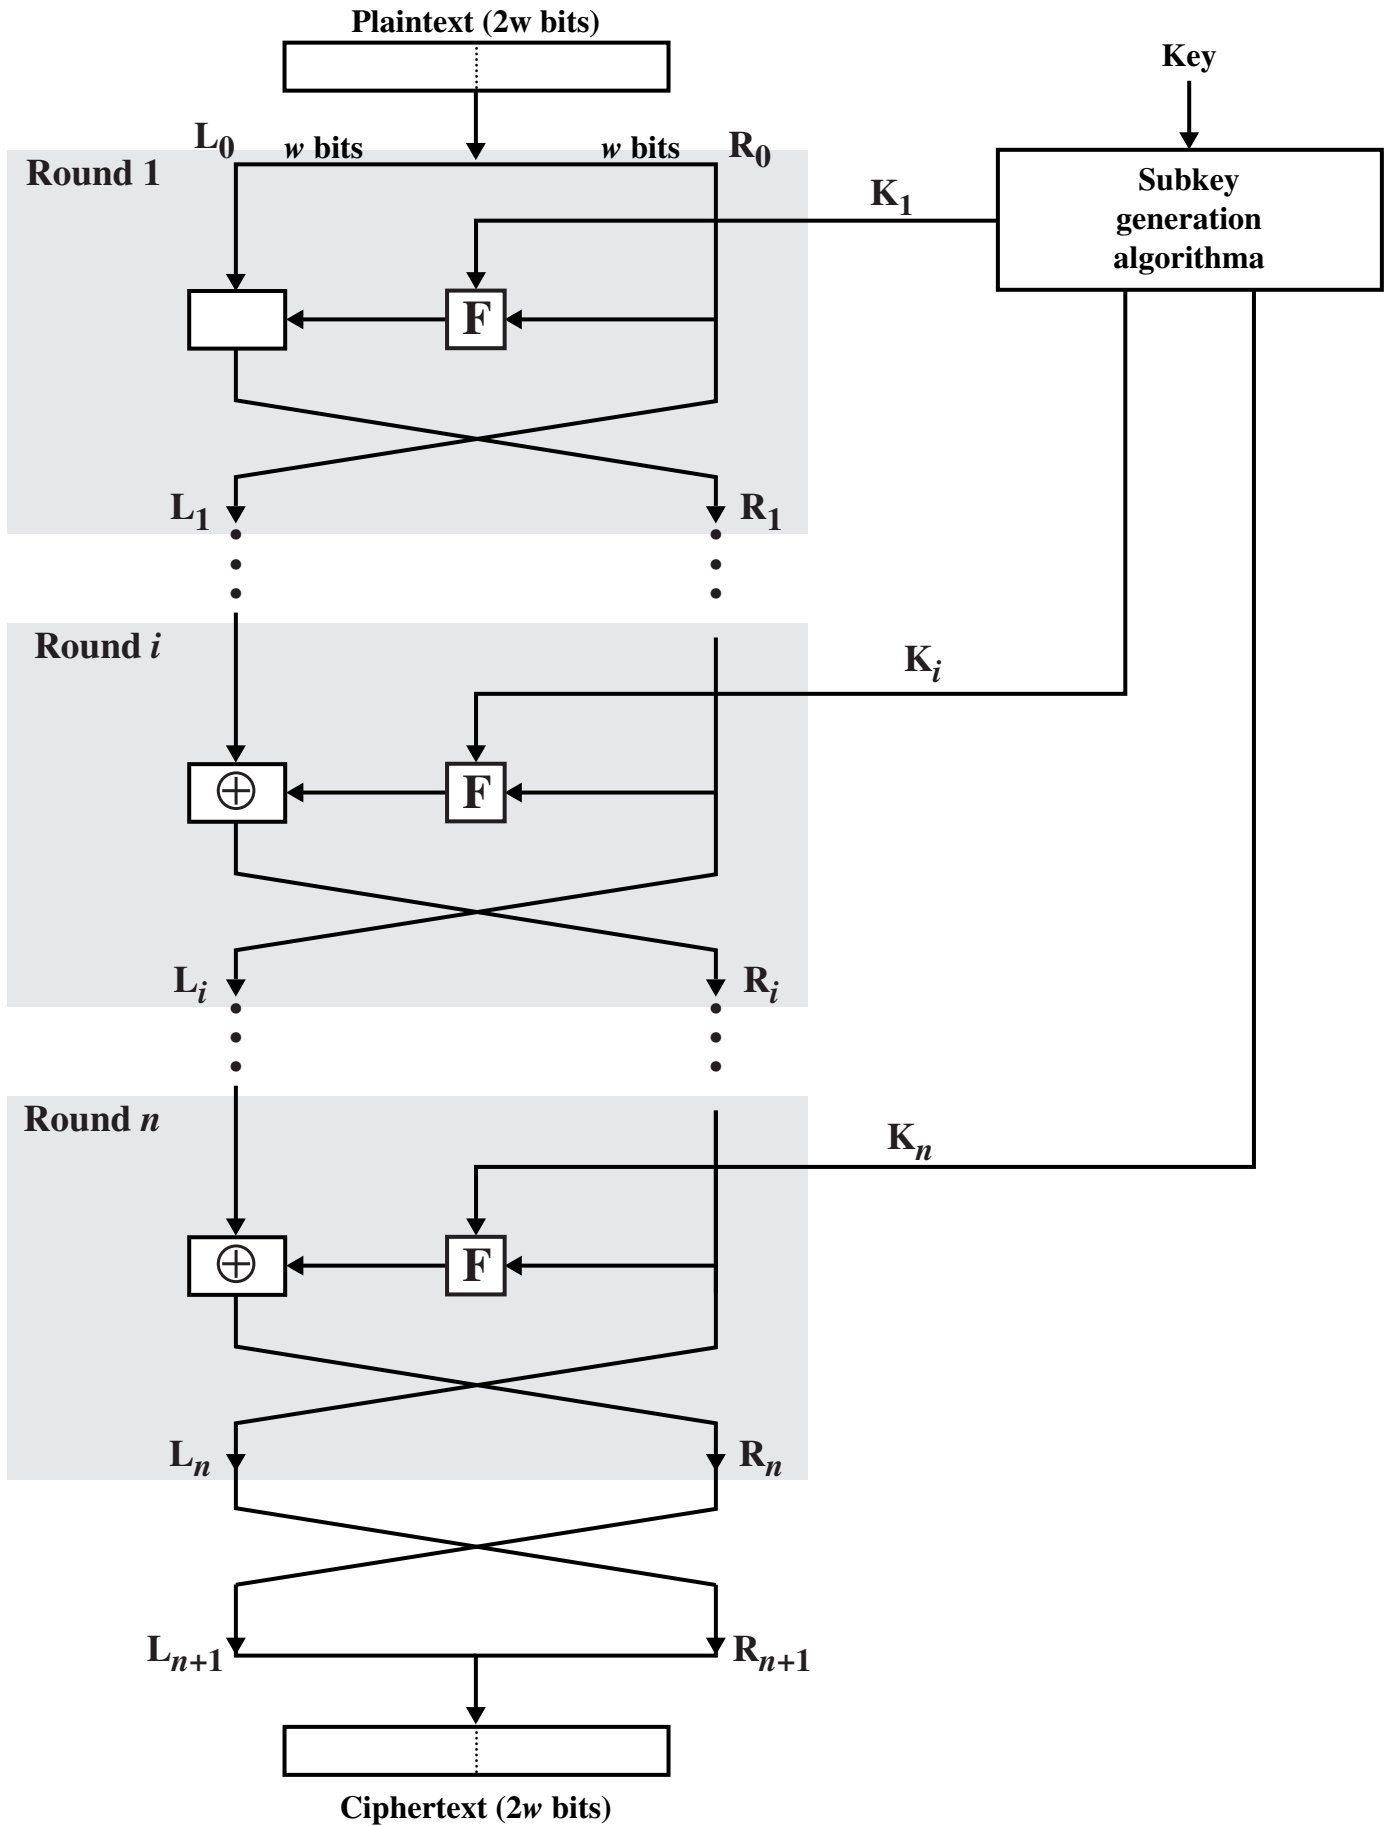 Plaintext (2w bits)
Key
L0 w bits w bits R0
Round 1
Subkey
generation
algorithma
K1
F
L1 R1
Round i
Ki
⊕ F
Li Ri
Round n
Kn
⊕ F
Ln Rn
Ln+1 Rn+1
Ciphertext (2w bits)